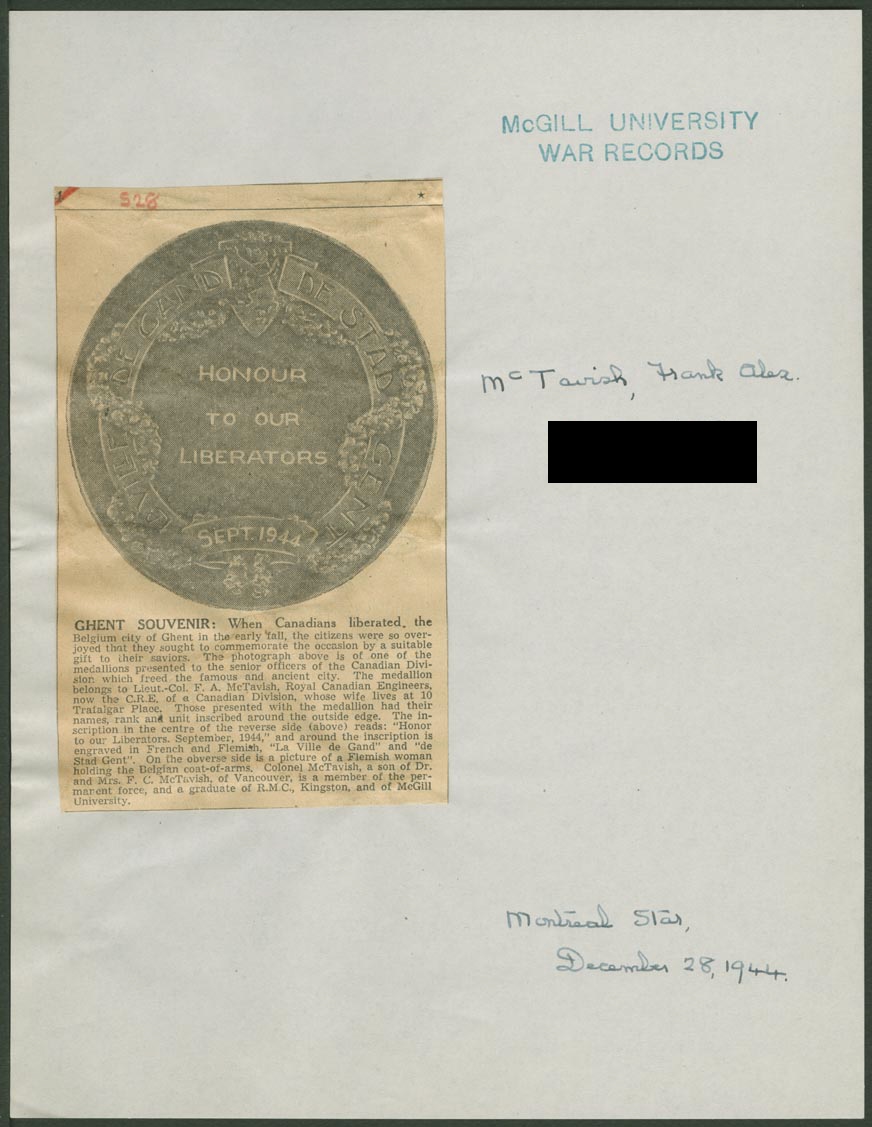 McGILL UNIVERSITY
WAR RECORDS
S28
LA VILLE DE GAND DE STAD GENT
HONOUR
TO OUR
LIBERATORS
SEPT. 1944
McTavish, Frank Alex.
GHENT SOUVENIR: When Canadians liberated the
Belgium city of Ghent in the early fall, the citizens were so over-
joyed that they sought to commemorate the occasion by a suitable
gift to their saviors. The photograph above is of one of the
medallions presented to the senior officers of the Canadian Divi-
sion which freed the famous and ancient city. The medallion
belongs to Lieut.-Col. F. A. McTavish, Royal Canadian Engineers,
now the C.R.E. of a Canadian Division, whose wife lives at 10
Trafalgar Place. Those presented with the medallion had their
names, rank and unit inscribed around the outside edge. The in-
scription in the centre of the reverse side (above) reads: "Honor
to our Liberators. September, 1944," and around the inscription is
engraved in French and Flemish, "La Ville de Gand" and "de
Stad Gent". On the obverse side is a picture of a Flemish woman
holding the Belgian coat-of-arms. Colonel McTavish, a son of Dr.
and Mrs. F. C. McTavish, of Vancouver, is a member of the per-
manent force, and a graduate of R.M.C., Kingston, and of McGill
University.
Montreal Star,
December 28, 1944.